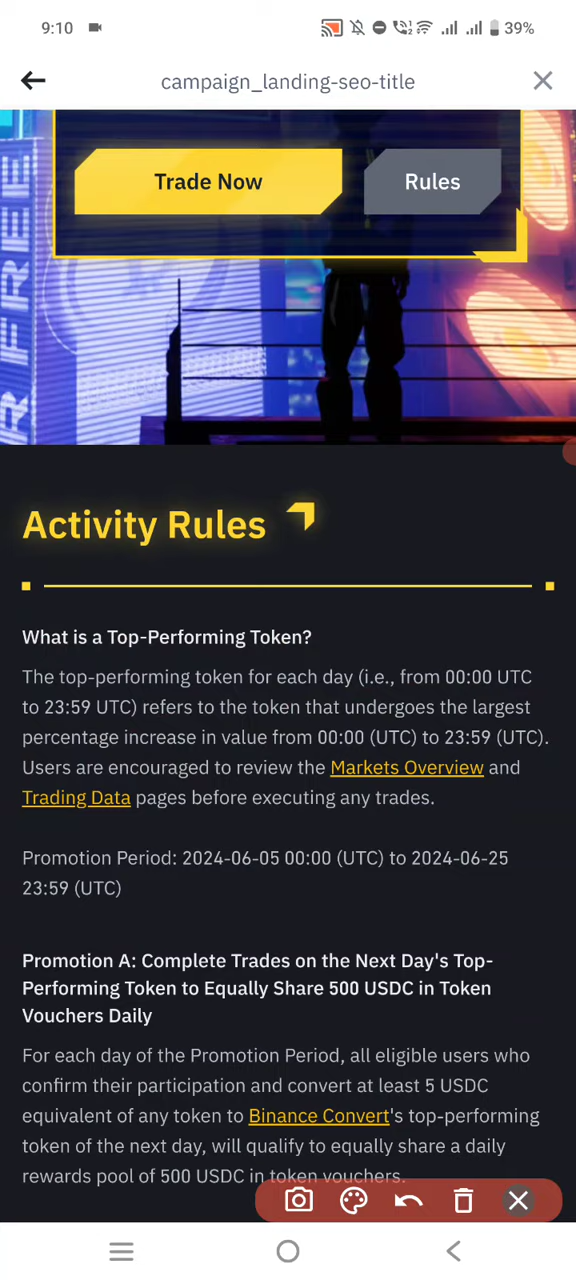 9:10
39%
campaign_landing-seo-title
Trade Now
Rules
R FREE
Activity Rules
What is a Top-Performing Token?
The top-performing token for each day (i.e., from 00:00 UTC
to 23:59 UTC) refers to the token that undergoes the largest
percentage increase in value from 00:00 (UTC) to 23:59 (UTC).
Users are encouraged to review the Markets Overview and
Trading Data pages before executing any trades.
Promotion Period: 2024-06-05 00:00 (UTC) to 2024-06-25
23:59 (UTC)
Promotion A: Complete Trades on the Next Day's Top-
Performing Token to Equally Share 500 USDC in Token
Vouchers Daily
For each day of the Promotion Period, all eligible users who
confirm their participation and convert at least 5 USDC
equivalent of any token to Binance Convert's top-performing
token of the next day, will qualify to equally share a daily
rewards pool of 500 USDC in token vouchers.